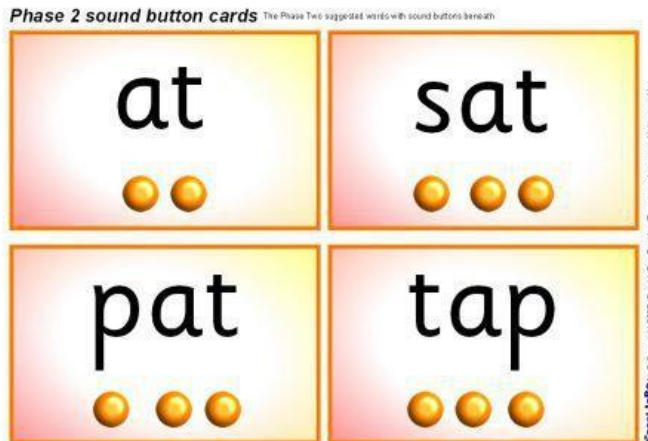 Phase 2 sound button cards The Phase Two suggested words with sound buttons beneath
at
sat
pat
tap